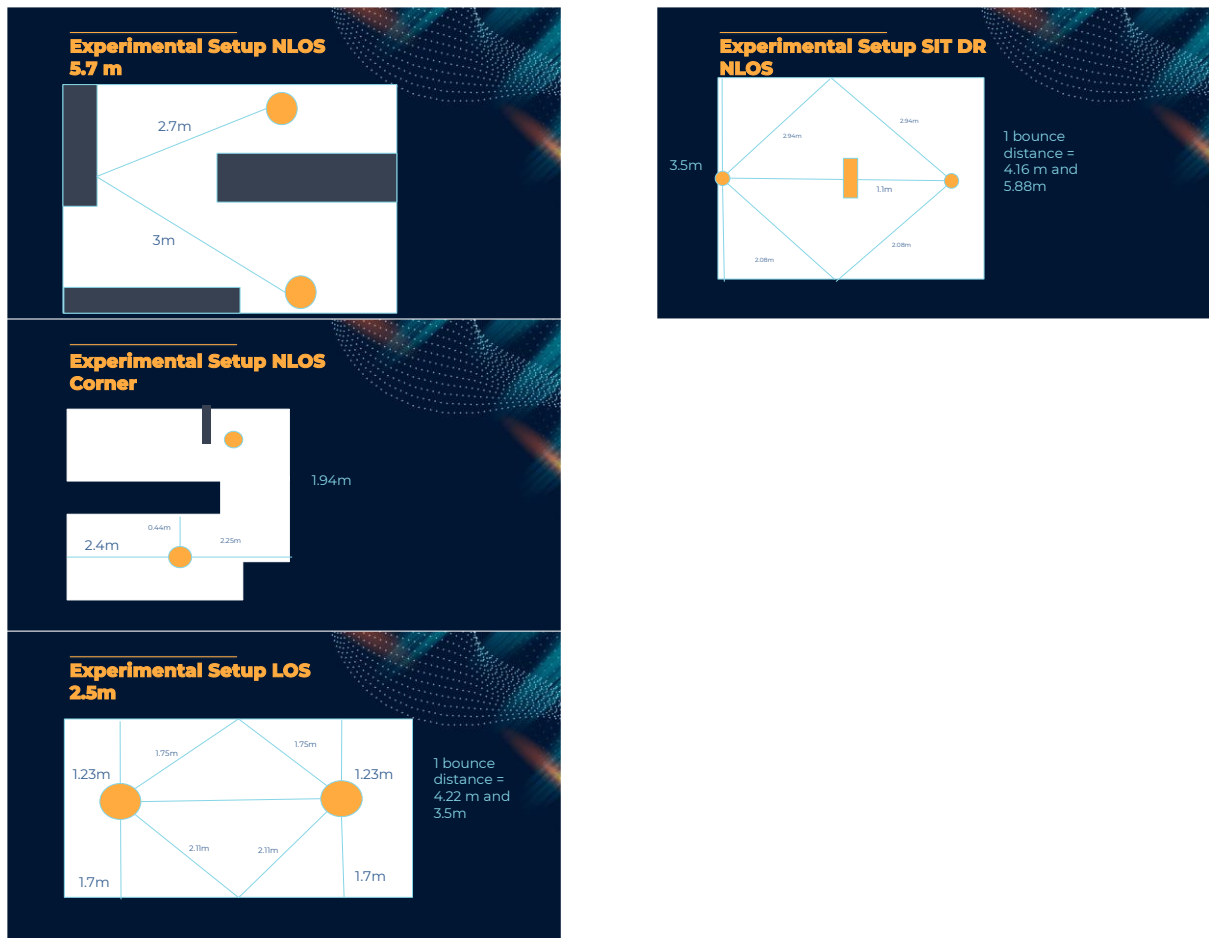 Experimental Setup NLOS
5.7 m
2.7m
3m
Experimental Setup SIT DR
NLOS
2.94m
2.94m
3.5m
1.1m
2.08m
2.08m
1 bounce
distance =
4.16 m and
5.88m
Experimental Setup NLOS
Corner
1.94m
0.44m
2.4m
2.25m
Experimental Setup LOS
2.5m
1.75m
1.75m
1.23m
1.23m
2.11m
2.11m
1.7m
1.7m
1 bounce
distance =
4.22 m and
3.5m